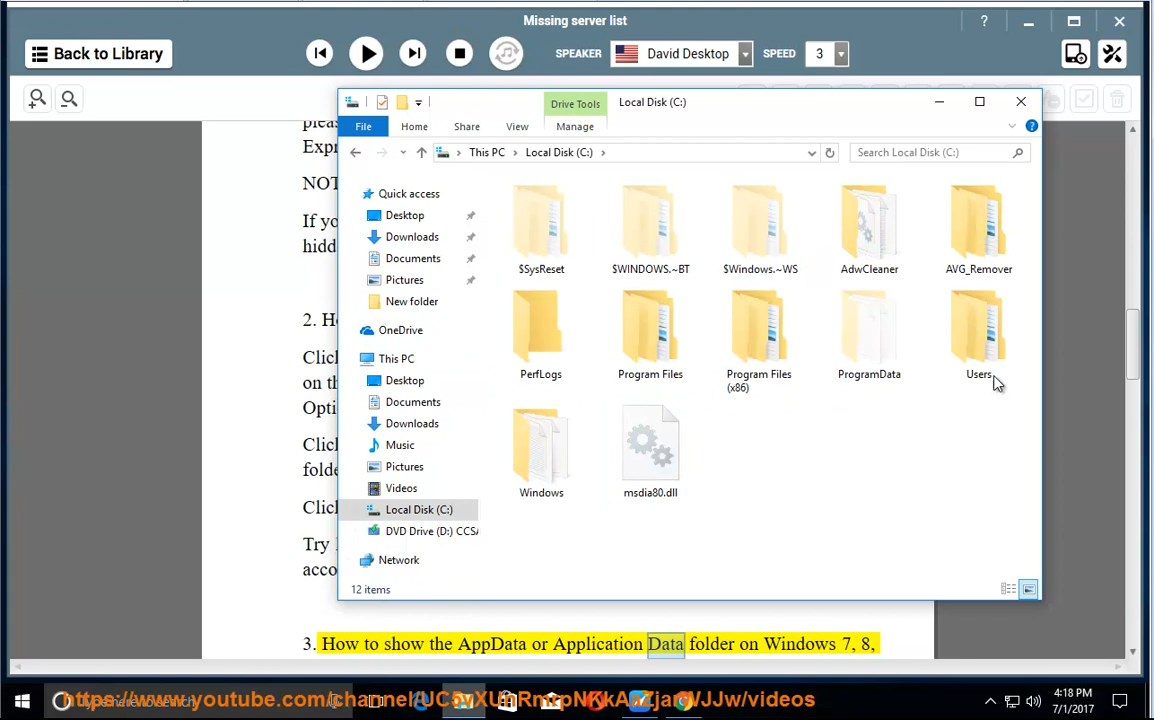 Missing server list
?
Back to Library
SPEAKER
David Desktop
SPEED
3
Drive Tools
Local Disk (C:)
File
Home
Share
View
Manage
This PC
Local Disk (C:)
Search Local Disk (C:)
Quick access
Desktop
Downloads
Documents
Pictures
New folder
OneDrive
This PC
Desktop
Documents
Downloads
Music
Pictures
Videos
Local Disk (C:)
DVD Drive (D:) CCSA
Network
$SysReset
$WINDOWS.~BT
$Windows.~WS
AdwCleaner
AVG_Remover
PerfLogs
Program Files
Program Files
(x86)
ProgramData
Users
Windows
msdia80.dll
12 items
Expr
NOT
If yo
hidd
2. Ho
Click
on th
Opti
Click
folde
Click
Try
acco
3. How to show the AppData or Application Data folder on Windows 7, 8,
4:18 PM
7/1/2017